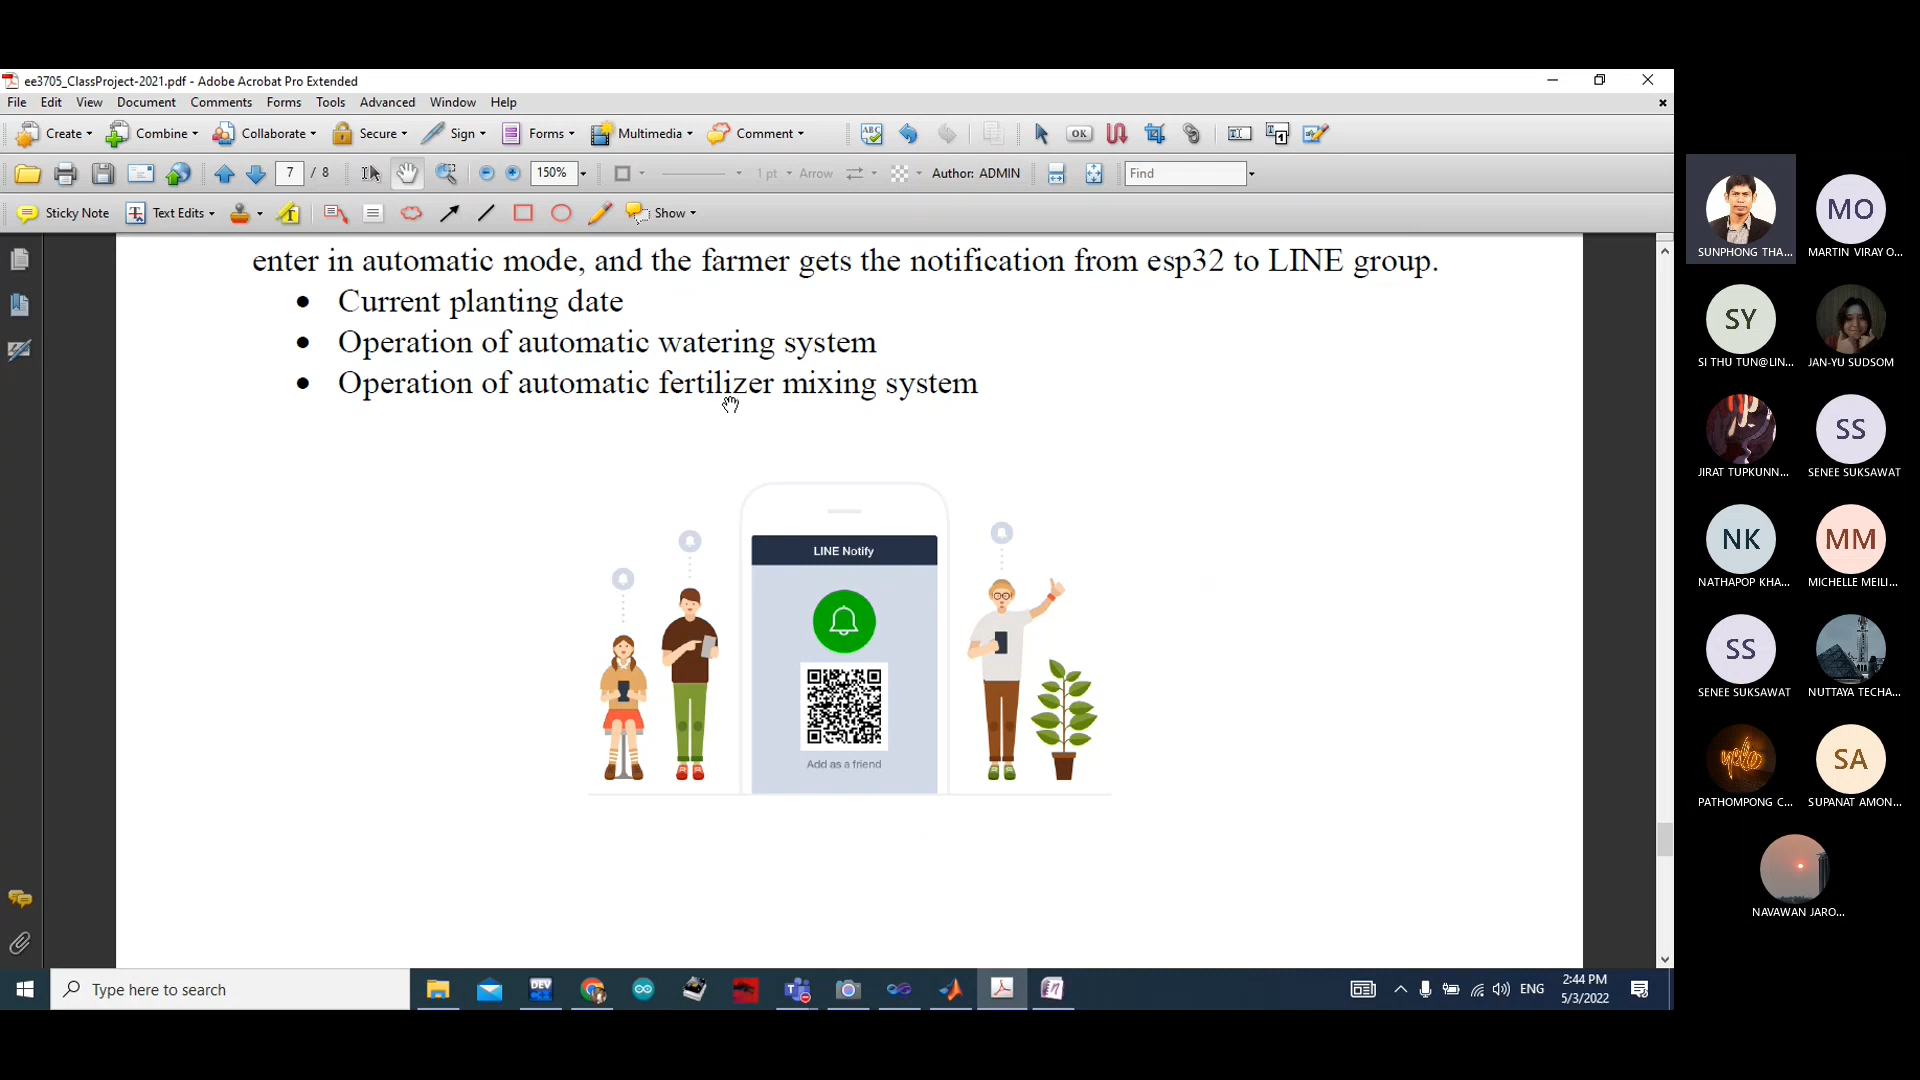 ee3705_ClassProject-2021.pdf - Adobe Acrobat Pro Extended
File Edit View Document Comments Forms Tools Advanced Window Help
Create Combine Collaborate Secure Sign Forms Multimedia Comment
7 / 8 150% 1 pt Arrow Author: ADMIN Find
Sticky Note Text Edits Show
enter in automatic mode, and the farmer gets the notification from esp32 to LINE group.
• Current planting date
• Operation of automatic watering system
• Operation of automatic fertilizer mixing system
LINE Notify
Add as a friend
SUNPHONG THA...
MO
MARTIN VIRAY O...
SY
SI THU TUN@LIN...
JAN-YU SUDSOM
JIRAT TUPKUNN...
SS
SENEE SUKSAWAT
NK
NATHAPOP KHA...
MM
MICHELLE MEILI...
SS
SENEE SUKSAWAT
NUTTAYA TECHA...
PATHOMPONG C...
SA
SUPANAT AMON...
NAVAWAN JARO...
Type here to search
DEV
ENG
2:44 PM
5/3/2022